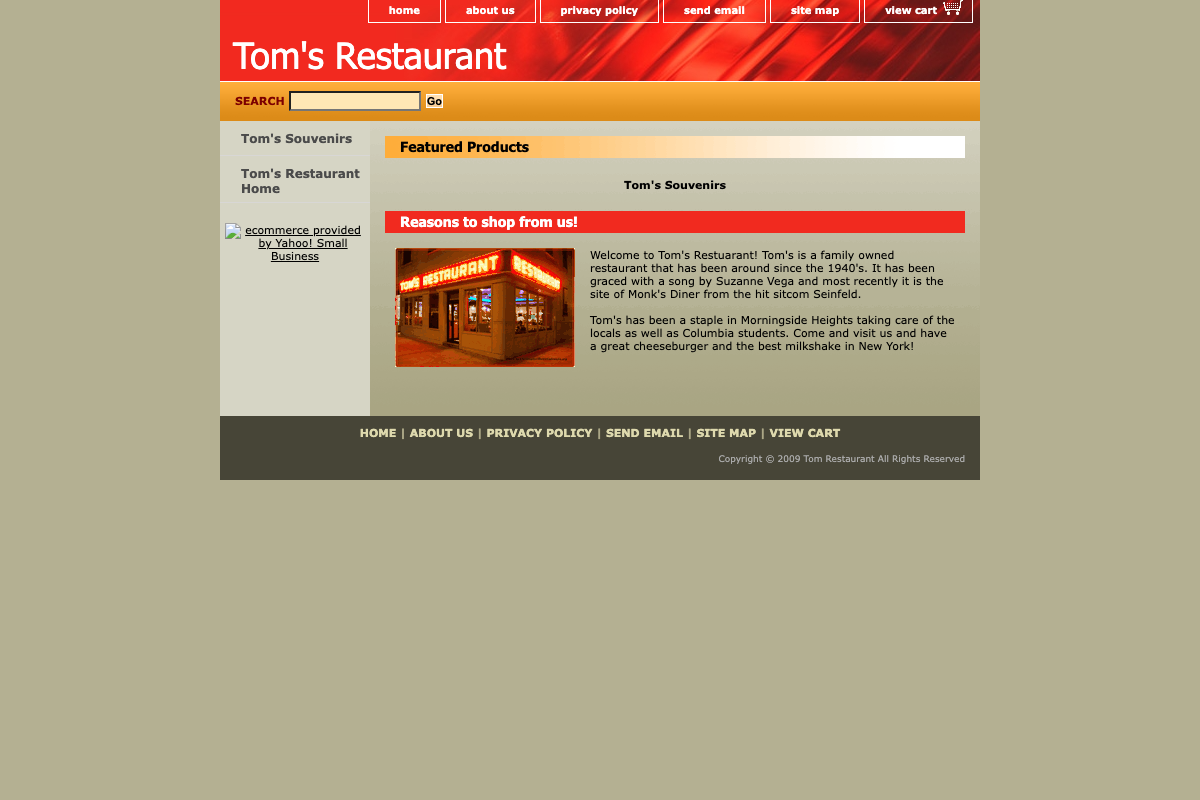 home
about us
privacy policy
send email
site map
view cart
Tom's Restaurant
SEARCH
Go
Tom's Souvenirs
Tom's Restaurant
Home
ecommerce provided
by Yahoo! Small
Business
Featured Products
Tom's Souvenirs
Reasons to shop from us!
TOM'S RESTAURANT
RESTAURANT
Welcome to Tom's Restuarant! Tom's is a family owned
restaurant that has been around since the 1940's. It has been
graced with a song by Suzanne Vega and most recently it is the
site of Monk's Diner from the hit sitcom Seinfeld.
Tom's has been a staple in Morningside Heights taking care of the
locals as well as Columbia students. Come and visit us and have
a great cheeseburger and the best milkshake in New York!
HOME | ABOUT US | PRIVACY POLICY | SEND EMAIL | SITE MAP | VIEW CART
Copyright © 2009 Tom Restaurant All Rights Reserved